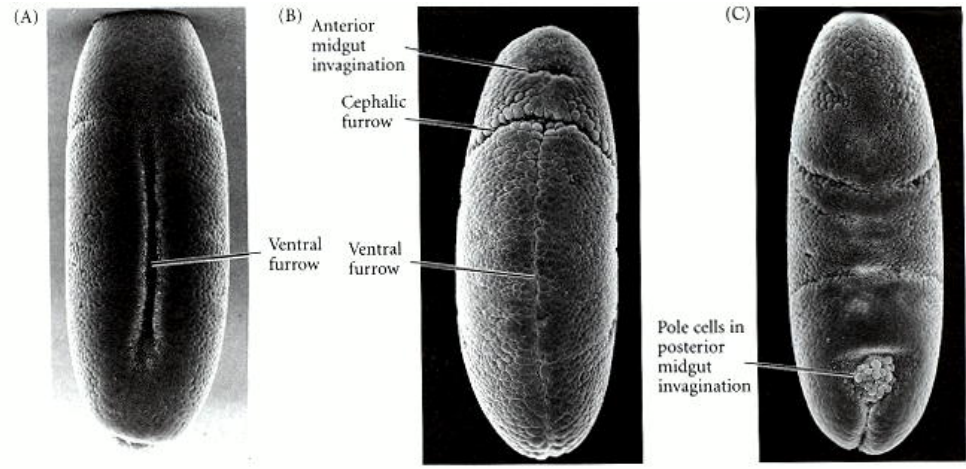 (A)
Ventral
furrow
(B)
Anterior
midgut
invagination
Cephalic
furrow
Ventral
furrow
(C)
Pole cells in
posterior
midgut
invagination